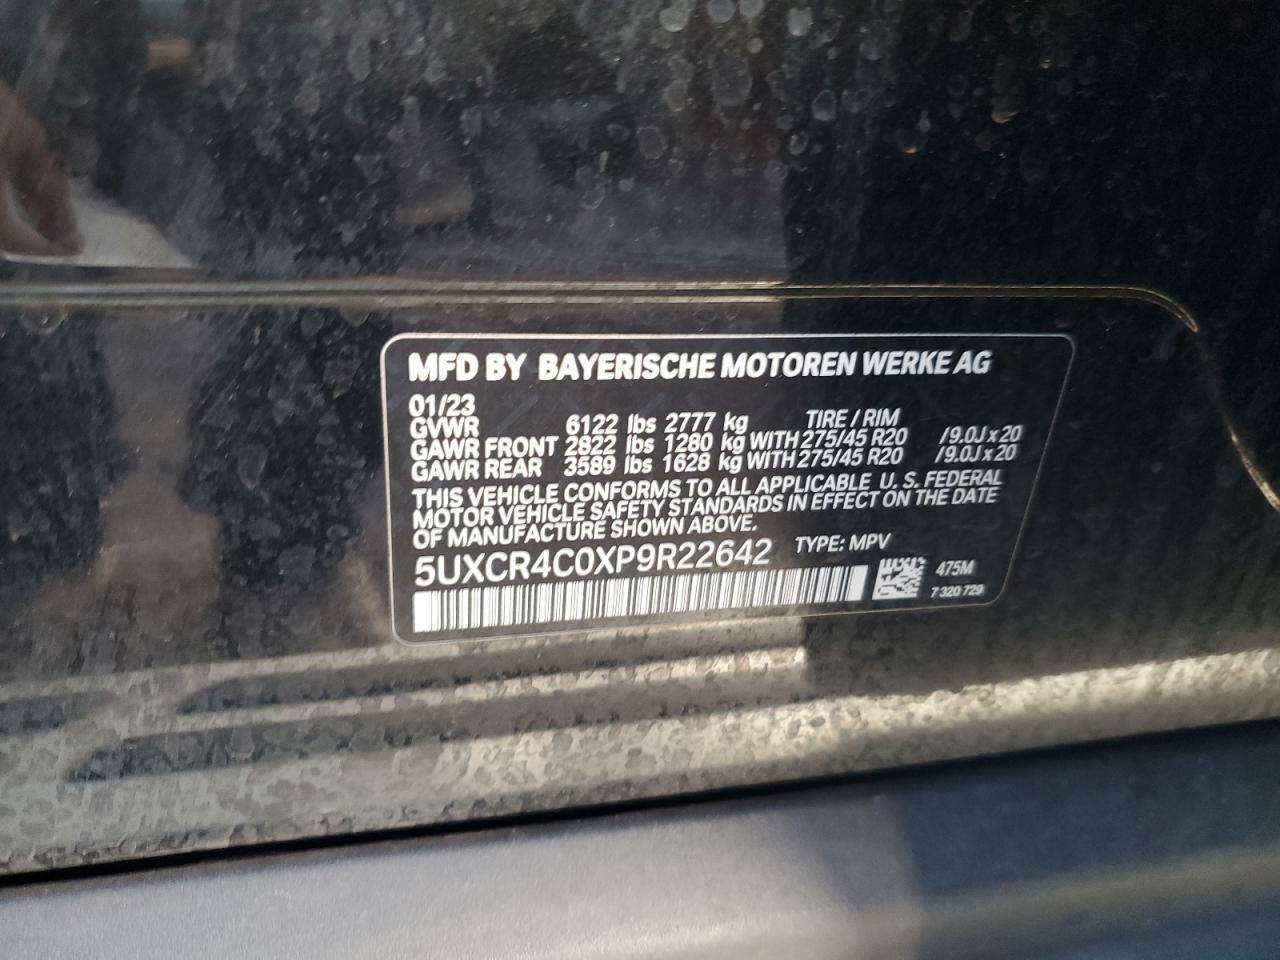 MFD BY BAYERISCHE MOTOREN WERKE AG
01/23 TIRE / RIM
GVWR 6122 lbs 2777 kg
GAWR FRONT 2822 lbs 1280 kg WITH 275/45 R20 /9.0J x 20
GAWR REAR 3589 lbs 1628 kg WITH 275/45 R20 /9.0J x 20
THIS VEHICLE CONFORMS TO ALL APPLICABLE U. S. FEDERAL
MOTOR VEHICLE SAFETY STANDARDS IN EFFECT ON THE DATE
OF MANUFACTURE SHOWN ABOVE.
5UXCR4C0XP9R22642 TYPE: MPV
475M
7 320 729